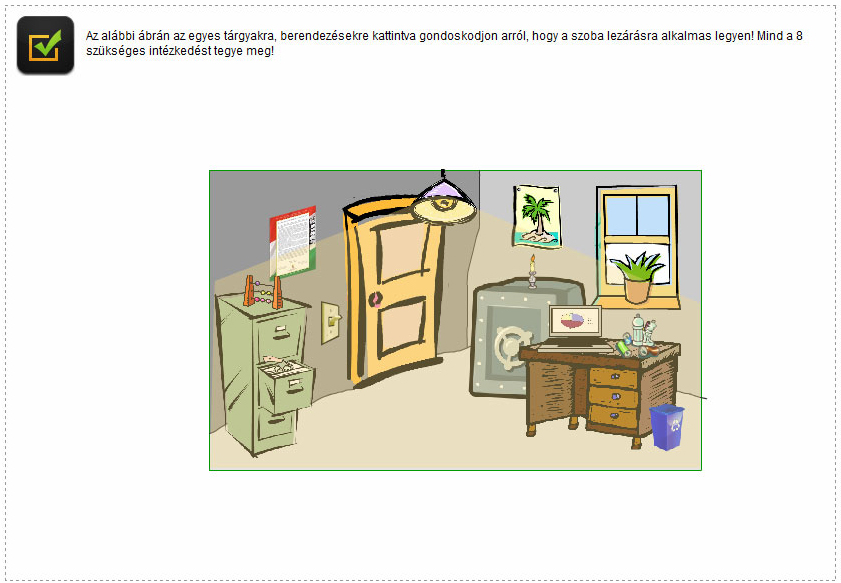 Az alábbi ábrán az egyes tárgyakra, berendezésekre kattintva gondoskodjon arról, hogy a szoba lezárásra alkalmas legyen! Mind a 8
szükséges intézkedést tegye meg!